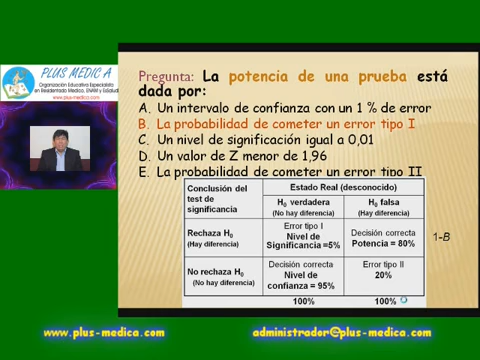 PLUS MEDIC A
Organización Educativa Especialista
en Residentado Medico, ENAM y EsSalud
www.plus-medica.com
Pregunta: La potencia de una prueba está
dada por:
A. Un intervalo de confianza con un 1 % de error
B. La probabilidad de cometer un error tipo I
C. Un nivel de significación igual a 0,01
D. Un valor de Z menor de 1,96
E. La probabilidad de cometer un error tipo II
Conclusión del
test de
significancia
Estado Real (desconocido)
H0 verdadera
(No hay diferencia)
H0 falsa
(Hay diferencia)
Rechaza H0
(Hay diferencia)
Error tipo I
Nivel de
Significancia =5%
Decisión correcta
Potencia = 80%
1-B
No rechaza H0
(No hay diferencia)
Decisión correcta
Nivel de
confianza = 95%
Error tipo II
20%
100%
100%
www.plus-medica.com
administrador@plus-medica.com